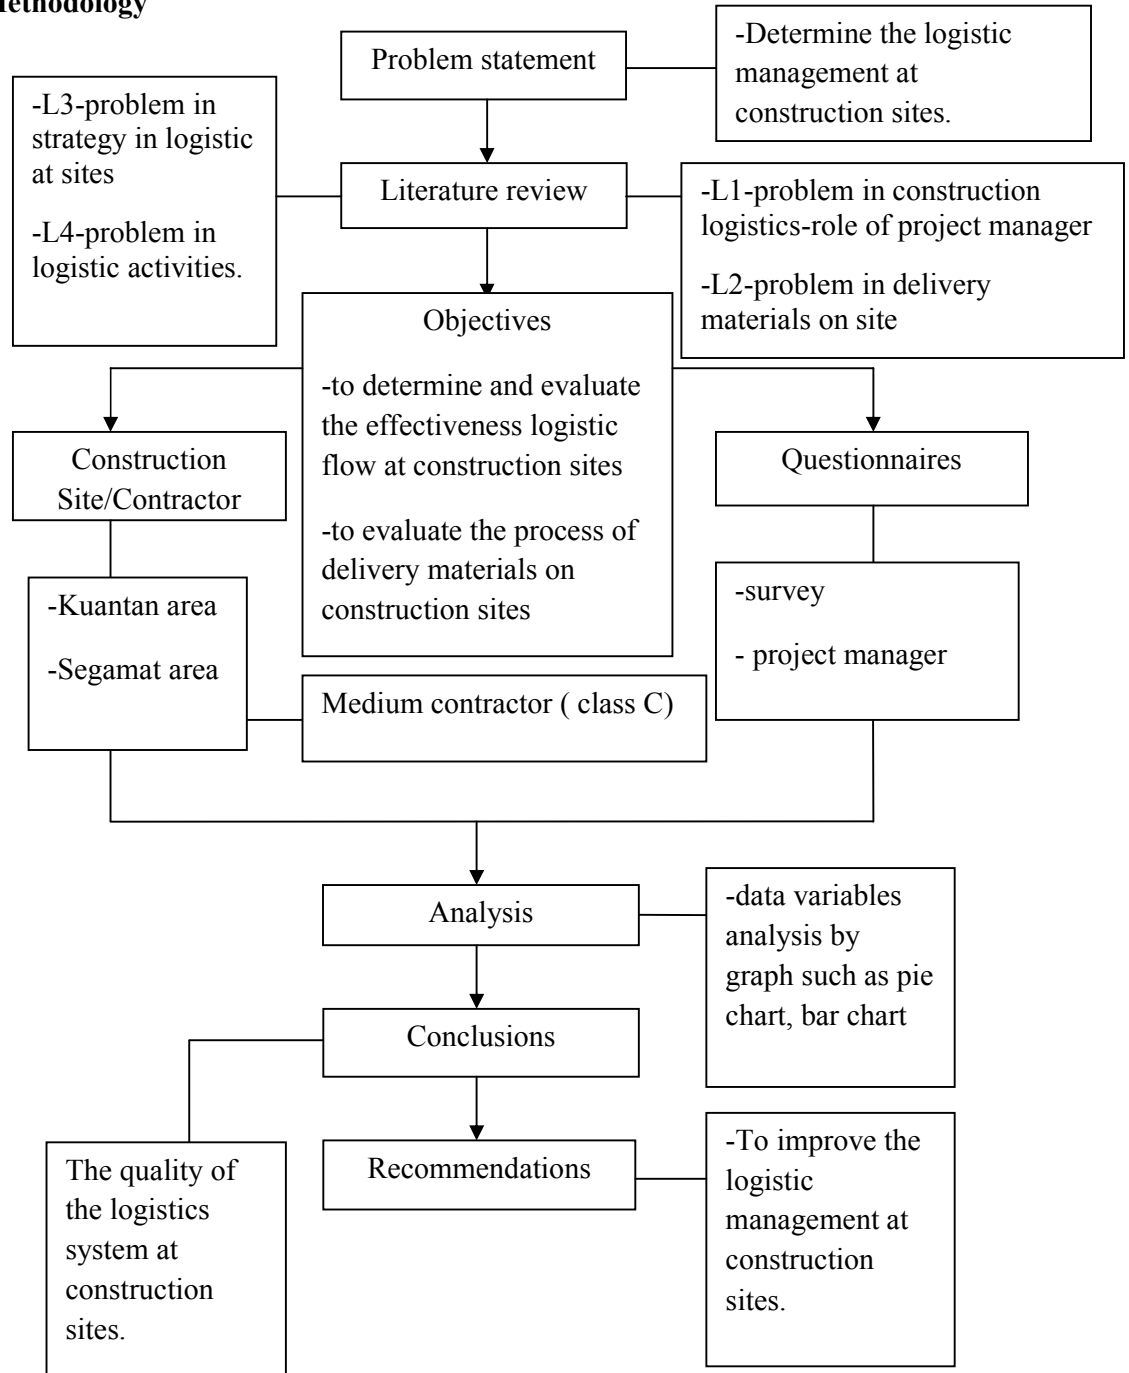 Methodology
Problem statement
-Determine the logistic
management at
construction sites.
-L3-problem in
strategy in logistic
at sites
-L4-problem in
logistic activities.
Literature review
-L1-problem in construction
logistics-role of project manager
-L2-problem in delivery
materials on site
Objectives
-to determine and evaluate
the effectiveness logistic
flow at construction sites
-to evaluate the process of
delivery materials on
construction sites
Construction
Site/Contractor
Questionnaires
-Kuantan area
-Segamat area
-survey
- project manager
Medium contractor ( class C)
Analysis
-data variables
analysis by
graph such as pie
chart, bar chart
Conclusions
The quality of
the logistics
system at
construction
sites.
Recommendations
-To improve the
logistic
management at
construction
sites.